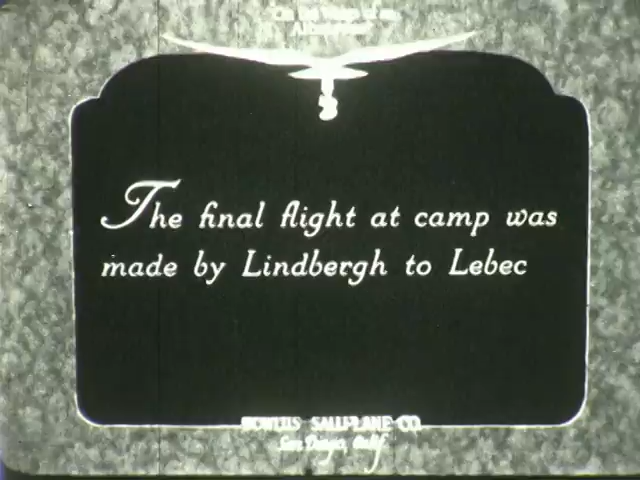 The final flight at camp was
made by Lindbergh to Lebec
BOWLUS SAILPLANE CO.
San Diego, Calif.